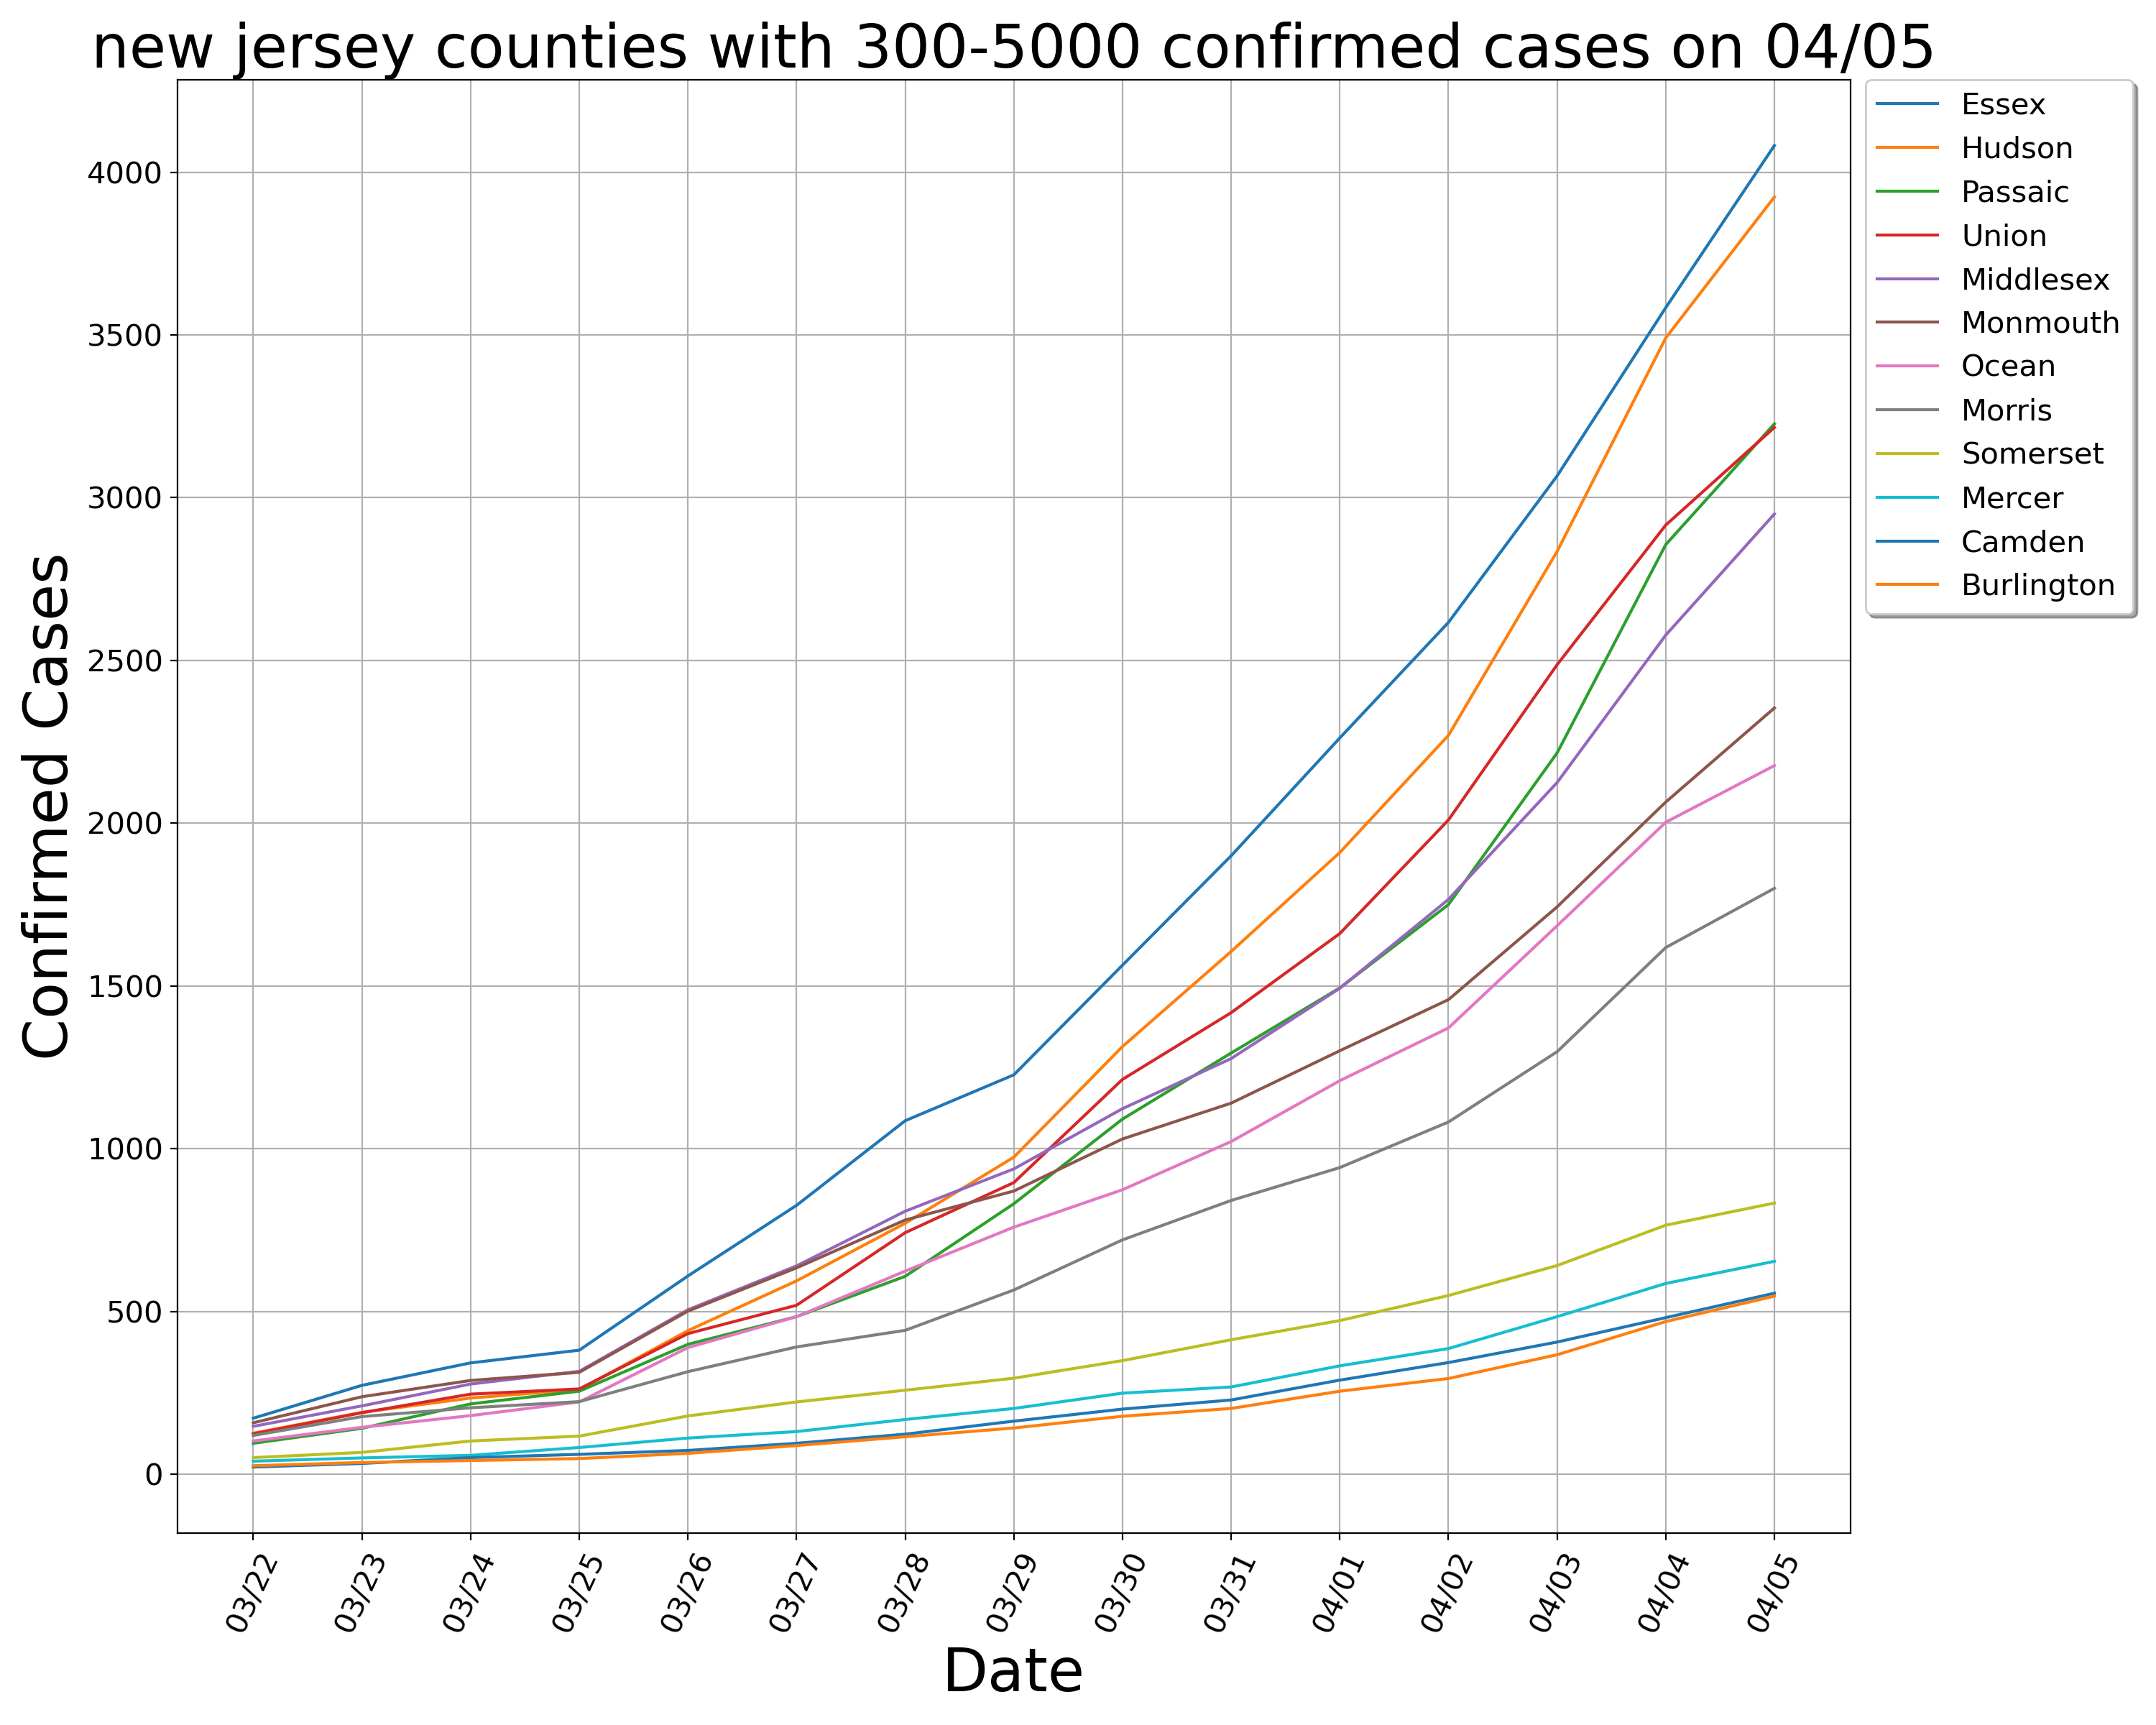 new jersey counties with 300-5000 confirmed cases on 04/05
Confirmed Cases
4000
3500
3000
2500
2000
1500
1000
500
0
03/22
03/23
03/24
03/25
03/26
03/27
03/28
03/29
03/30
03/31
04/01
04/02
04/03
04/04
04/05
Date
Essex
Hudson
Passaic
Union
Middlesex
Monmouth
Ocean
Morris
Somerset
Mercer
Camden
Burlington